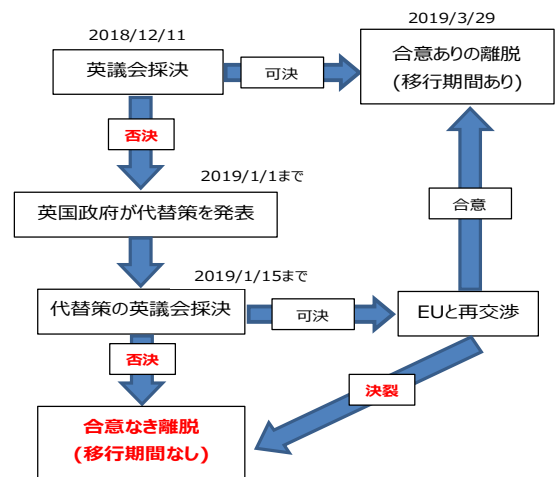 2018/12/11
2019/3/29
英議会採決
可決
合意ありの離脱
(移行期間あり)
否決
2019/1/1まで
英国政府が代替策を発表
合意
2019/1/15まで
代替策の英議会採決
可決
EUと再交渉
否決
決裂
合意なき離脱
(移行期間なし)